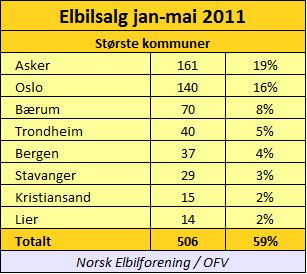 Elbilsalg jan-mai 2011
Største kommuner
Asker 161 19%
Oslo 140 16%
Bærum 70 8%
Trondheim 40 5%
Bergen 37 4%
Stavanger 29 3%
Kristiansand 15 2%
Lier 14 2%
Totalt 506 59%
Norsk Elbilforening / OFV